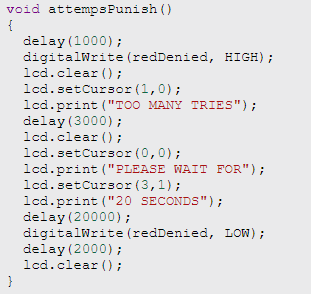 void attempsPunish()
{
  delay(1000);
  digitalWrite(redDenied, HIGH);
  lcd.clear();
  lcd.setCursor(1,0);
  lcd.print("TOO MANY TRIES");
  delay(3000);
  lcd.clear();
  lcd.setCursor(0,0);
  lcd.print("PLEASE WAIT FOR");
  lcd.setCursor(3,1);
  lcd.print("20 SECONDS");
  delay(20000);
  digitalWrite(redDenied, LOW);
  delay(2000);
  lcd.clear();
}